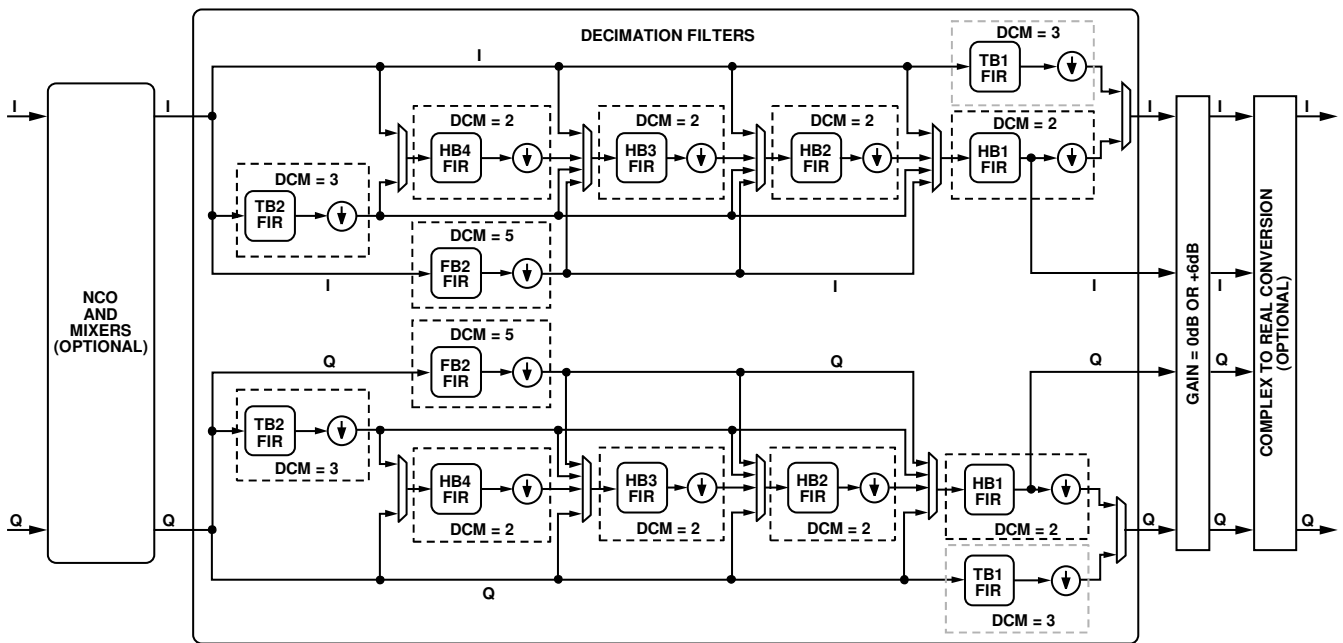 DECIMATION FILTERS
DCM = 3
I
TB1
FIR
I
I
I
I
I
DCM = 2
DCM = 2
DCM = 2
DCM = 2
HB4
FIR
HB3
FIR
HB2
FIR
HB1
FIR
DCM = 3
TB2
FIR
DCM = 5
FB2
FIR
I
I
I
I
NCO
AND
MIXERS
(OPTIONAL)
GAIN = 0dB OR +6dB
COMPLEX TO REAL CONVERSION
(OPTIONAL)
DCM = 5
FB2
FIR
Q
Q
Q
Q
TB2
FIR
DCM = 3
HB4
FIR
DCM = 2
HB3
FIR
DCM = 2
HB2
FIR
DCM = 2
HB1
FIR
DCM = 2
Q
Q
Q
Q
Q
Q
TB1
FIR
DCM = 3